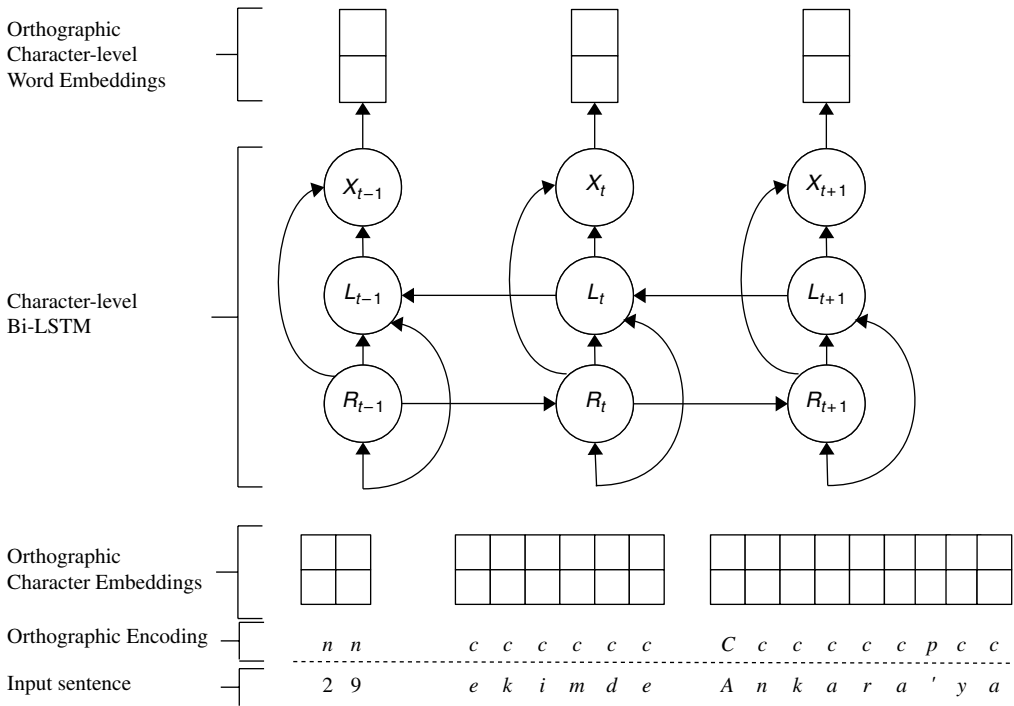 Orthographic
Character-level
Word Embeddings
X_{t−1} X_t X_{t+1}
Character-level
Bi-LSTM
L_{t−1} L_t L_{t+1}
R_{t−1} R_t R_{t+1}
Orthographic
Character Embeddings
Orthographic Encoding n n c c c c c c C c c c c c p c c
Input sentence 2 9 e k i m d e A n k a r a ' y a